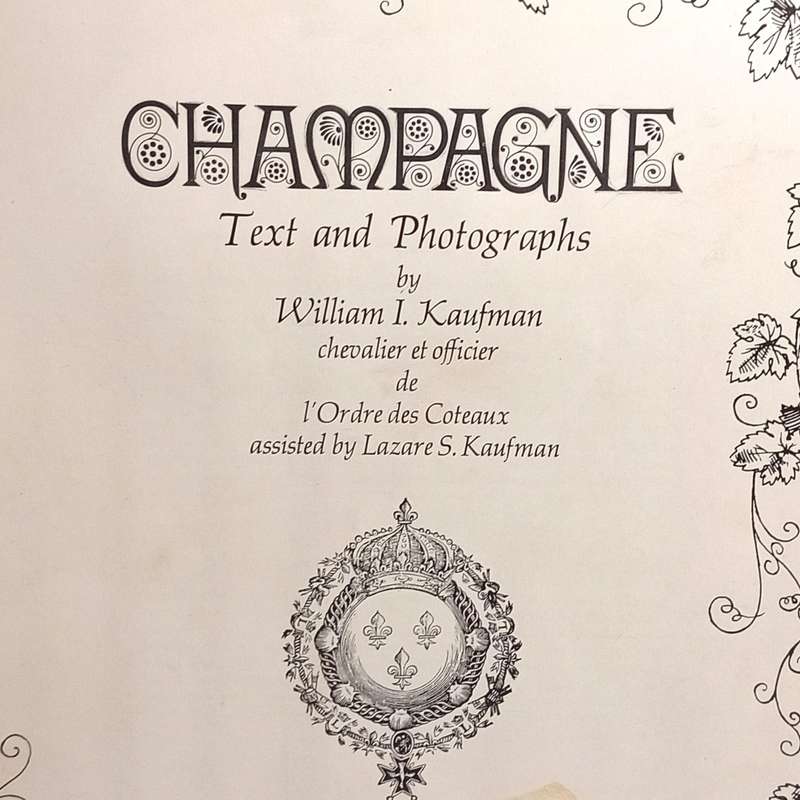 CHAMPAGNE
Text and Photographs
by
William I. Kaufman
chevalier et officier
de
l'Ordre des Coteaux
assisted by Lazare S. Kaufman